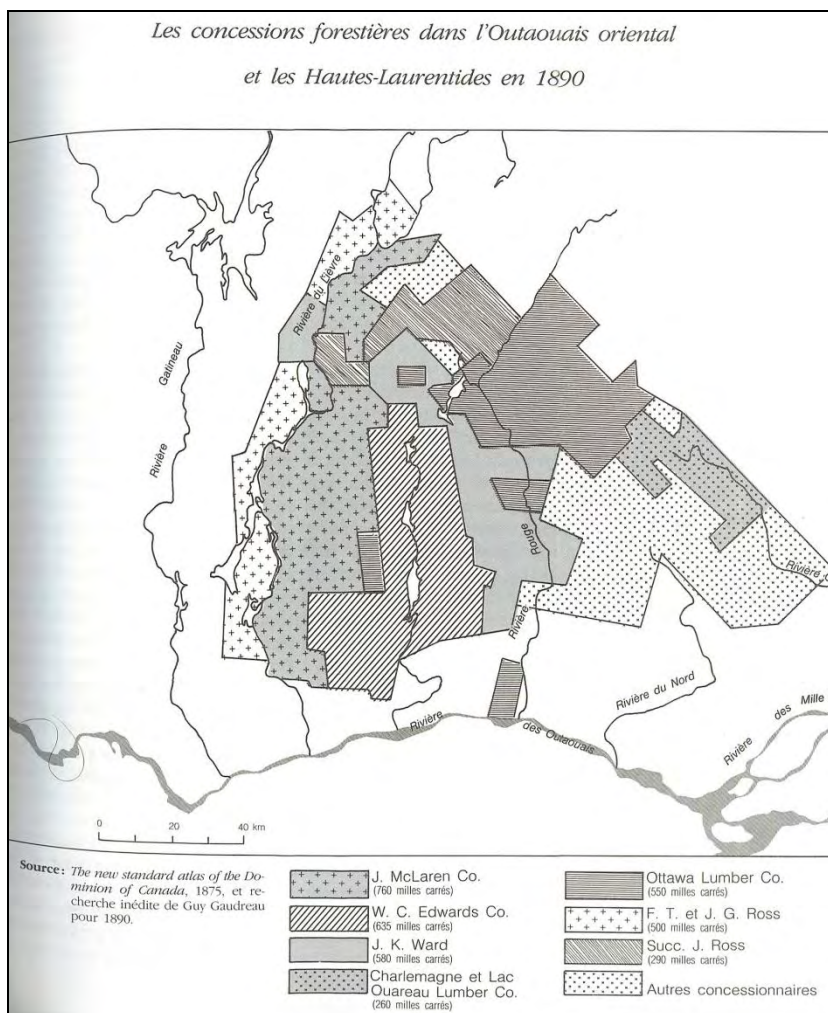 Les concessions forestières dans l'Outaouais oriental
et les Hautes-Laurentides en 1890
Rivière du Lièvre
Gatineau
Rivière
Rouge
Rivière
Rivière
Rivière du Nord
Rivière
des Outaouais
Rivière
des Mille
0 20 40 km
Source: The new standard atlas of the Do-
minion of Canada, 1875, et re-
cherche inédite de Guy Gaudreau
pour 1890.
J. McLaren Co.
(760 milles carrés)
W. C. Edwards Co.
(635 milles carrés)
J. K. Ward
(580 milles carrés)
Charlemagne et Lac
Ouareau Lumber Co.
(260 milles carrés)
Ottawa Lumber Co.
(550 milles carrés)
F. T. et J. G. Ross
(500 milles carrés)
Succ. J. Ross
(290 milles carrés)
Autres concessionnaires